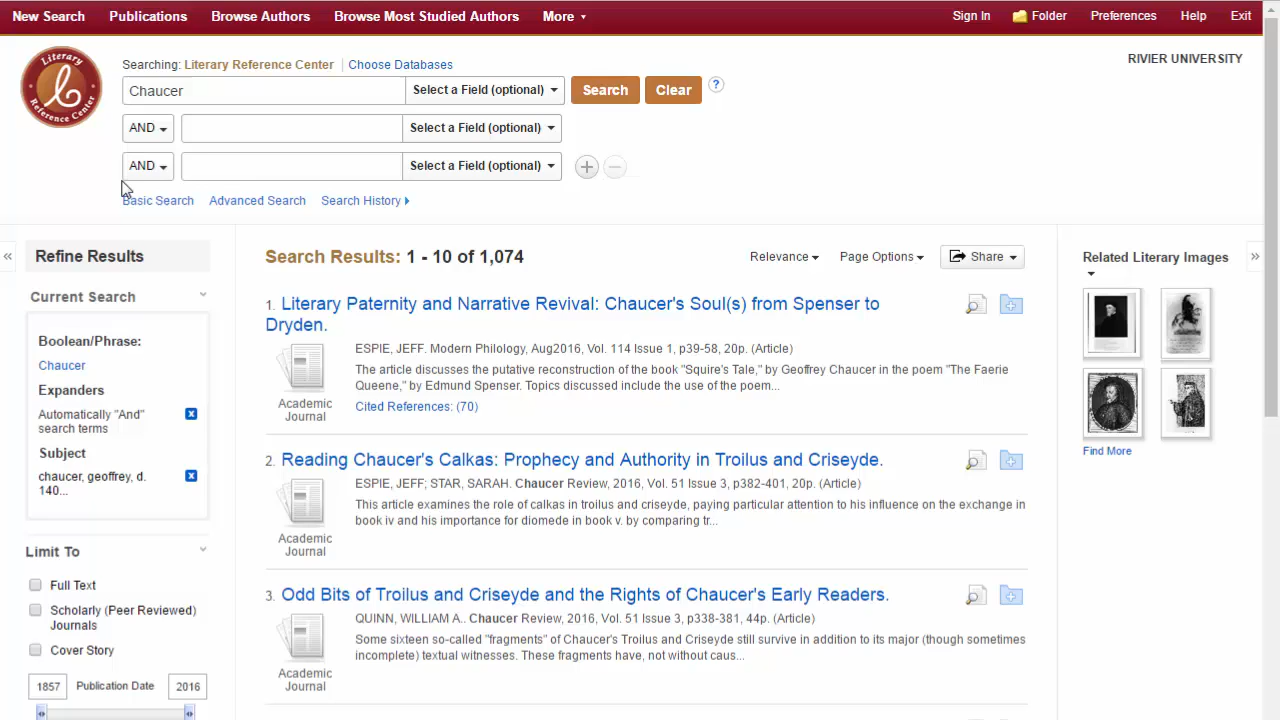 New Search Publications Browse Authors Browse Most Studied Authors More Sign In Folder Preferences Help Exit
Literary Reference Center
Searching: Literary Reference Center Choose Databases
RIVIER UNIVERSITY
Chaucer Select a Field (optional) Search Clear ?
AND Select a Field (optional)
AND Select a Field (optional)
Basic Search Advanced Search Search History
Refine Results
Current Search
Boolean/Phrase:
Chaucer
Expanders
Automatically "And"
search terms
Subject
chaucer, geoffrey, d.
140...
Limit To
Full Text
Scholarly (Peer Reviewed)
Journals
Cover Story
1857 Publication Date 2016
Search Results: 1 - 10 of 1,074 Relevance Page Options Share
1. Literary Paternity and Narrative Revival: Chaucer's Soul(s) from Spenser to
Dryden.
ESPIE, JEFF. Modern Philology, Aug2016, Vol. 114 Issue 1, p39-58, 20p. (Article)
The article discusses the putative reconstruction of the book "Squire's Tale," by Geoffrey Chaucer in the poem "The Faerie
Queene," by Edmund Spenser. Topics discussed include the use of the poem...
Academic
Journal
Cited References: (70)
2. Reading Chaucer's Calkas: Prophecy and Authority in Troilus and Criseyde.
ESPIE, JEFF; STAR, SARAH. Chaucer Review, 2016, Vol. 51 Issue 3, p382-401, 20p. (Article)
This article examines the role of calkas in troilus and criseyde, paying particular attention to his influence on the exchange in
book iv and his importance for diomede in book v. by comparing tr...
Academic
Journal
3. Odd Bits of Troilus and Criseyde and the Rights of Chaucer's Early Readers.
QUINN, WILLIAM A.. Chaucer Review, 2016, Vol. 51 Issue 3, p338-381, 44p. (Article)
Some sixteen so-called "fragments" of Chaucer's Troilus and Criseyde still survive in addition to its major (though sometimes
incomplete) textual witnesses. These fragments have, not without caus...
Academic
Journal
Related Literary Images
Find More